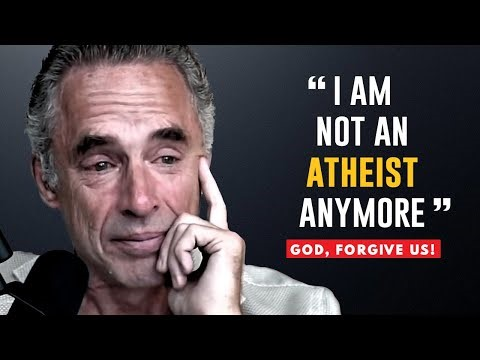 “ I AM
NOT AN
ATHEIST
ANYMORE ”
GOD, FORGIVE US!